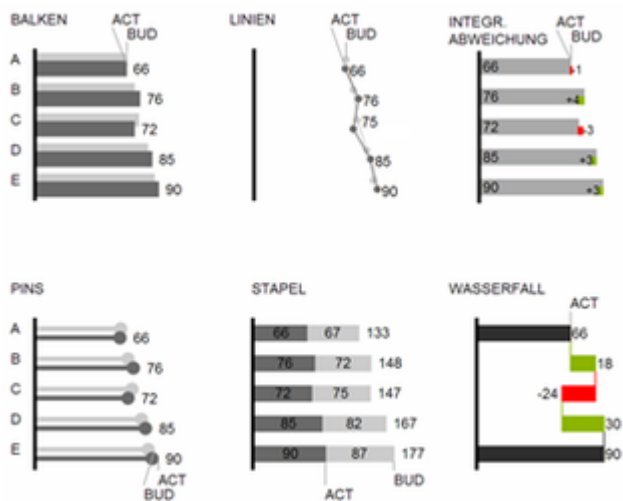 BALKEN
ACT
BUD
A
66
B
76
C
72
D
85
E
90
LINIEN
ACT
BUD
66
76
75
85
90
INTEGR.
ABWEICHUNG
ACT
BUD
66 -1
76 +4
72 -3
85 +3
90 +3
PINS
A
66
B
76
C
72
D
85
E
90
ACT
BUD
STAPEL
66 67 133
76 72 148
72 75 147
85 82 167
90 87 177
BUD
ACT
WASSERFALL
ACT
66
18
-24
30
90